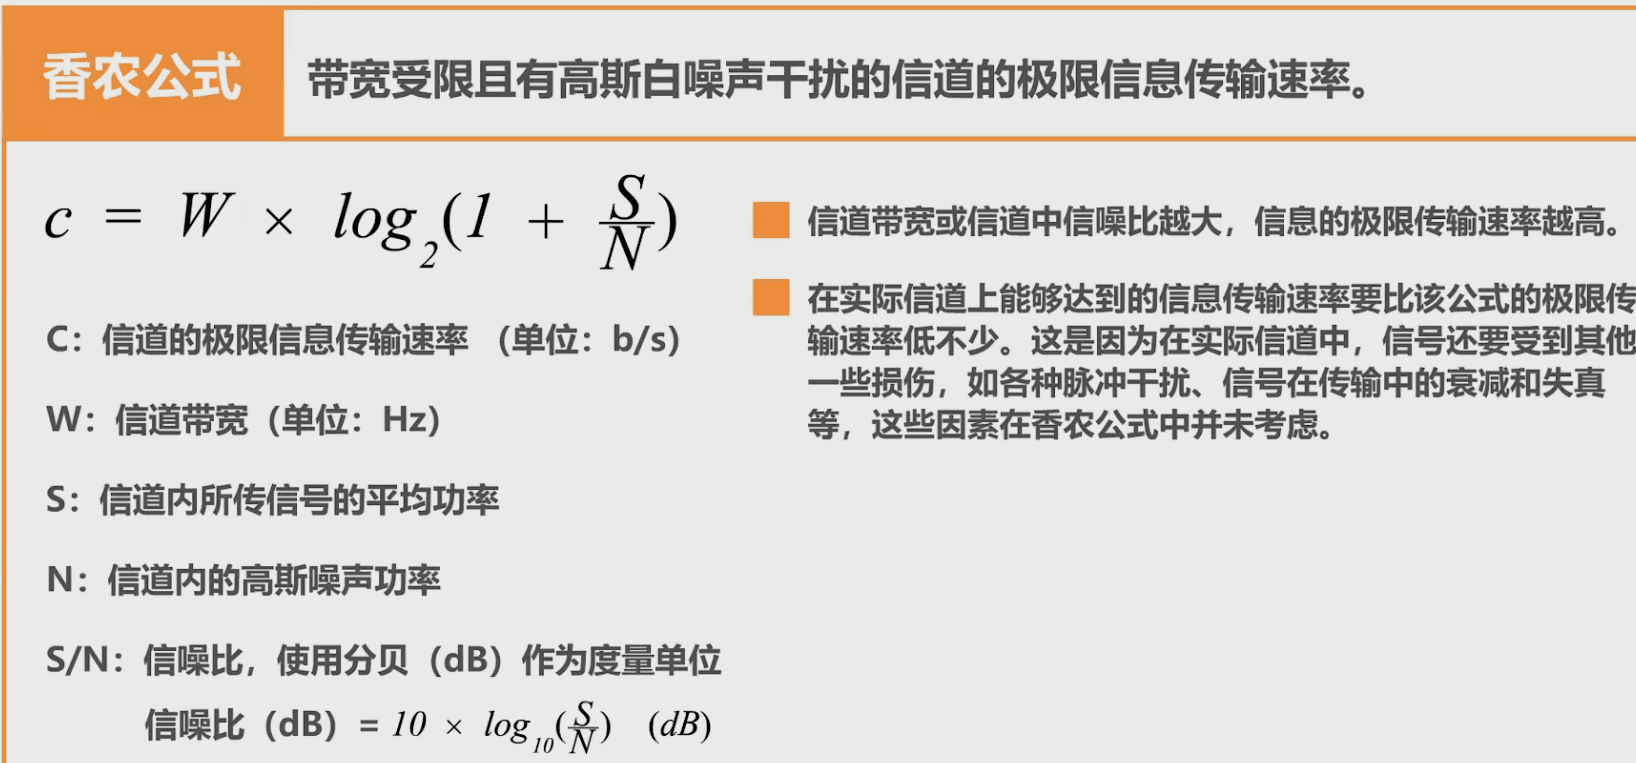 香农公式
带宽受限且有高斯白噪声干扰的信道的极限信息传输速率。
c = W × log₂(1 + S/N)
C：信道的极限信息传输速率 （单位：b/s）
W：信道带宽（单位：Hz）
S：信道内所传信号的平均功率
N：信道内的高斯噪声功率
S/N：信噪比，使用分贝（dB）作为度量单位
信噪比（dB）= 10 × log₁₀(S/N) (dB)
信道带宽或信道中信噪比越大，信息的极限传输速率越高。
在实际信道上能够达到的信息传输速率要比该公式的极限传
输速率低不少。这是因为在实际信道中，信号还要受到其他
一些损伤，如各种脉冲干扰、信号在传输中的衰减和失真
等，这些因素在香农公式中并未考虑。